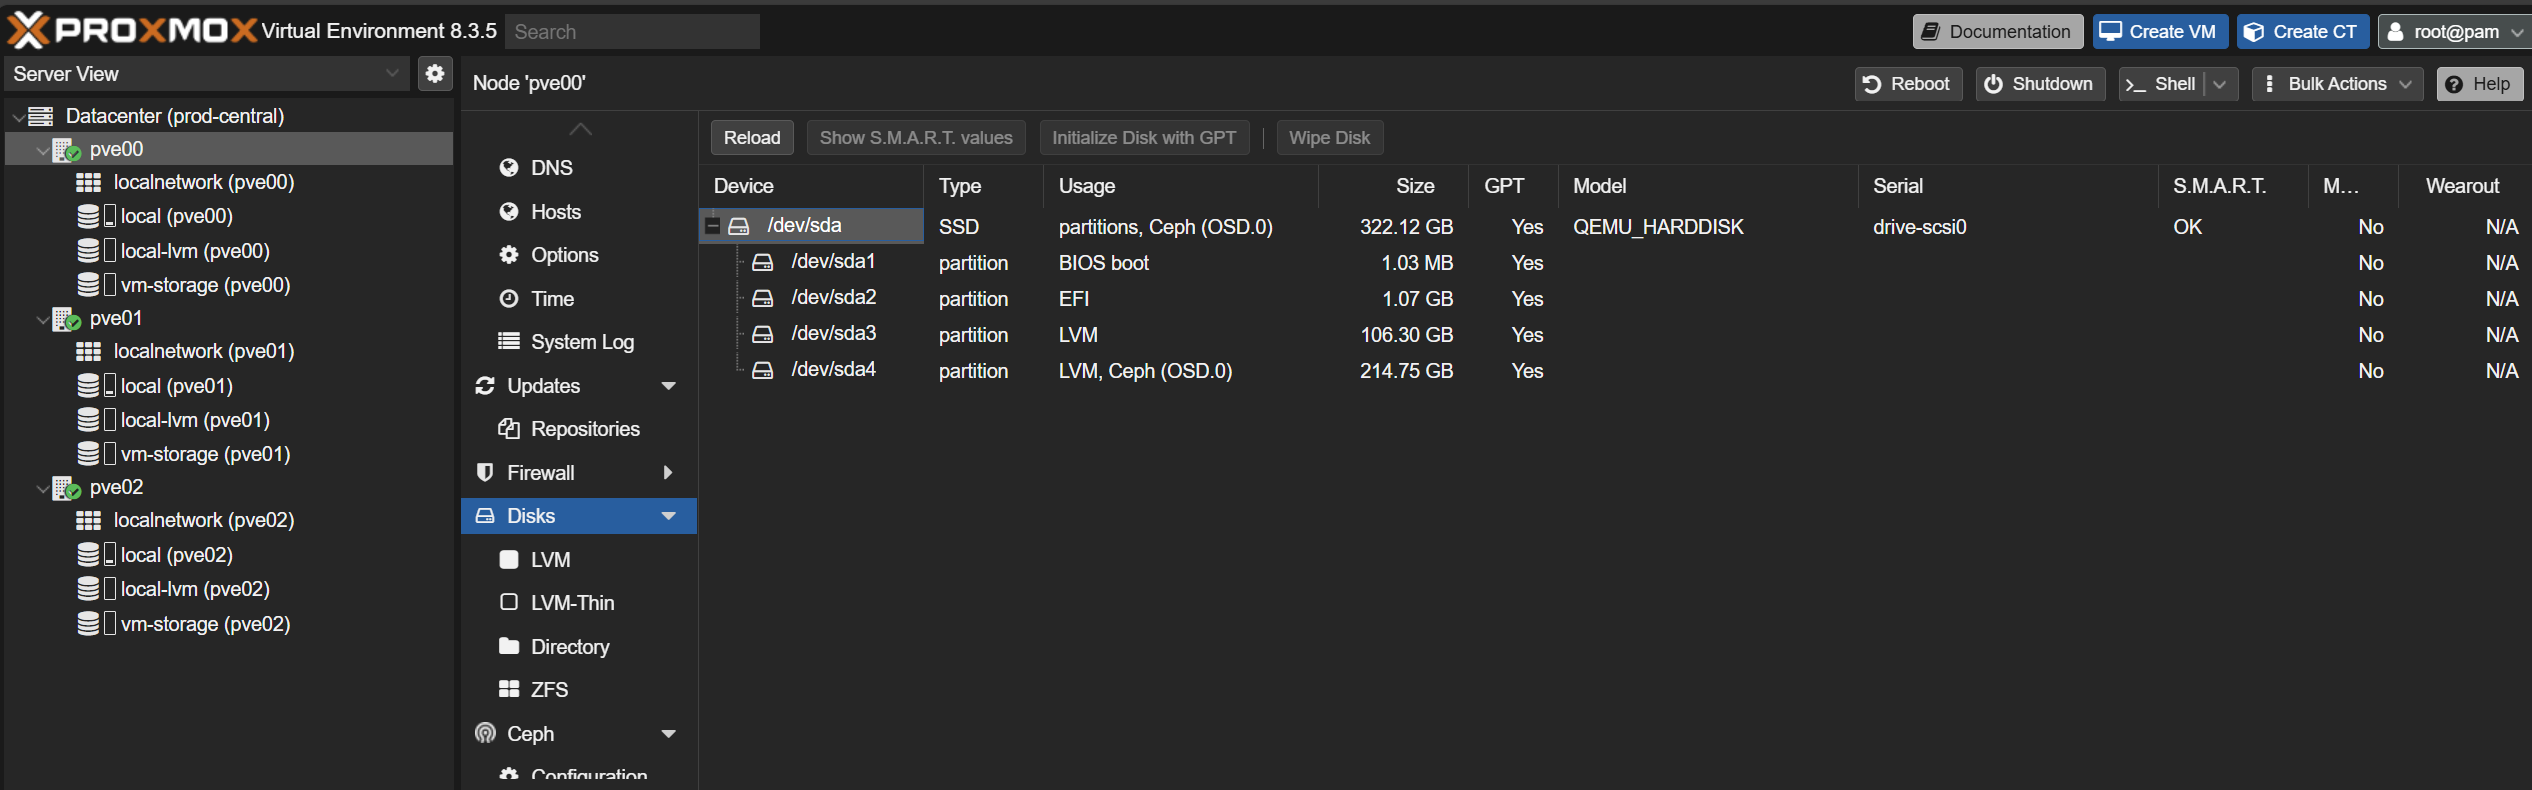 PROXMOX Virtual Environment 8.3.5 Search Documentation Create VM Create CT root@pam
Server View
Datacenter (prod-central)
pve00
localnetwork (pve00)
local (pve00)
local-lvm (pve00)
vm-storage (pve00)
pve01
localnetwork (pve01)
local (pve01)
local-lvm (pve01)
vm-storage (pve01)
pve02
localnetwork (pve02)
local (pve02)
local-lvm (pve02)
vm-storage (pve02)
Node 'pve00' Reboot Shutdown Shell Bulk Actions Help
DNS
Hosts
Options
Time
System Log
Updates
Repositories
Firewall
Disks
LVM
LVM-Thin
Directory
ZFS
Ceph
Configuration
Reload Show S.M.A.R.T. values Initialize Disk with GPT Wipe Disk
Device Type Usage Size GPT Model Serial S.M.A.R.T. M... Wearout
/dev/sda SSD partitions, Ceph (OSD.0) 322.12 GB Yes QEMU_HARDDISK drive-scsi0 OK No N/A
/dev/sda1 partition BIOS boot 1.03 MB Yes No N/A
/dev/sda2 partition EFI 1.07 GB Yes No N/A
/dev/sda3 partition LVM 106.30 GB Yes No N/A
/dev/sda4 partition LVM, Ceph (OSD.0) 214.75 GB Yes No N/A